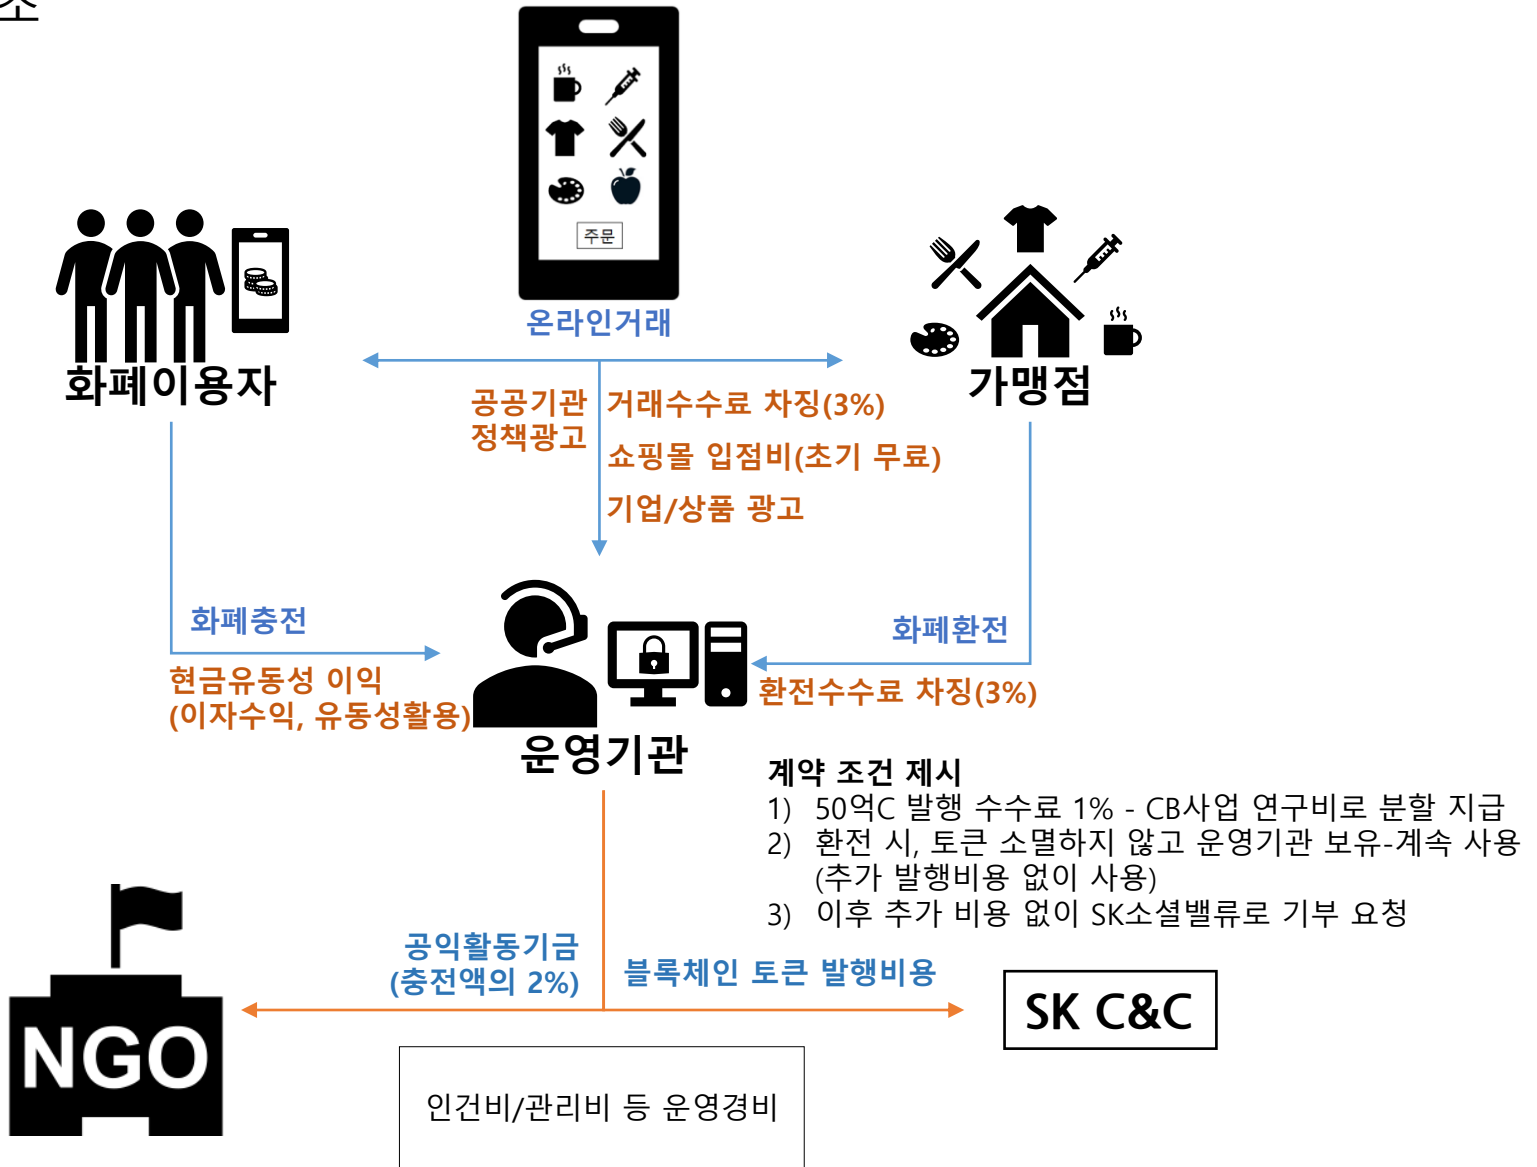 소
주문
온라인거래
화폐이용자
가맹점
공공기관
정책광고
거래수수료 차징(3%)
쇼핑몰 입점비(초기 무료)
기업/상품 광고
화폐충전
현금유동성 이익
(이자수익, 유동성활용)
화폐환전
환전수수료 차징(3%)
운영기관
계약 조건 제시
1) 50억C 발행 수수료 1% - CB사업 연구비로 분할 지급
2) 환전 시, 토큰 소멸하지 않고 운영기관 보유-계속 사용
(추가 발행비용 없이 사용)
3) 이후 추가 비용 없이 SK소셜밸류로 기부 요청
공익활동기금
(충전액의 2%)
블록체인 토큰 발행비용
NGO
SK C&C
인건비/관리비 등 운영경비